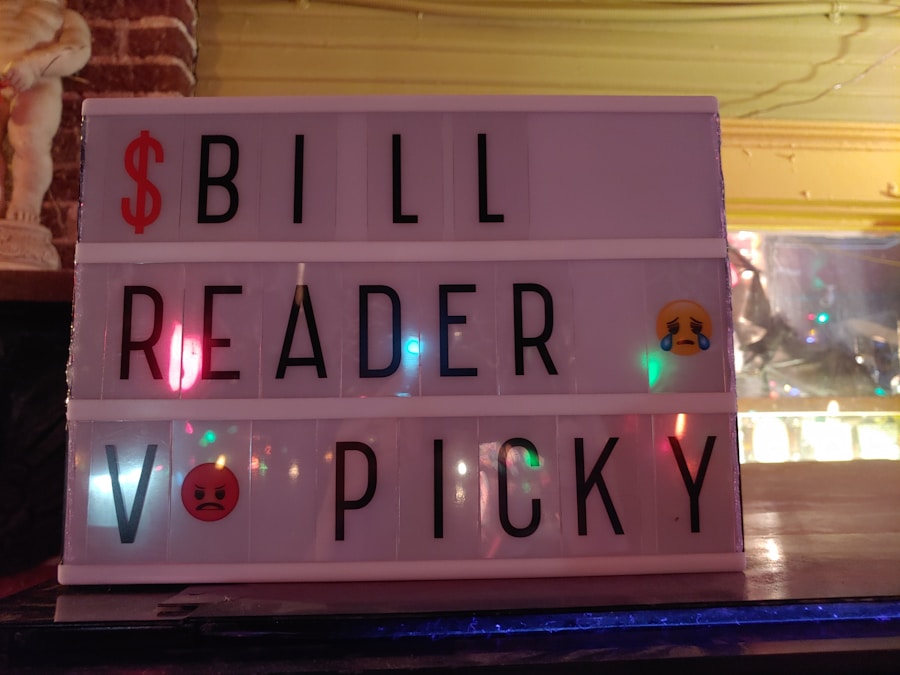 $BILL
READER 😭
V😡 PICKY